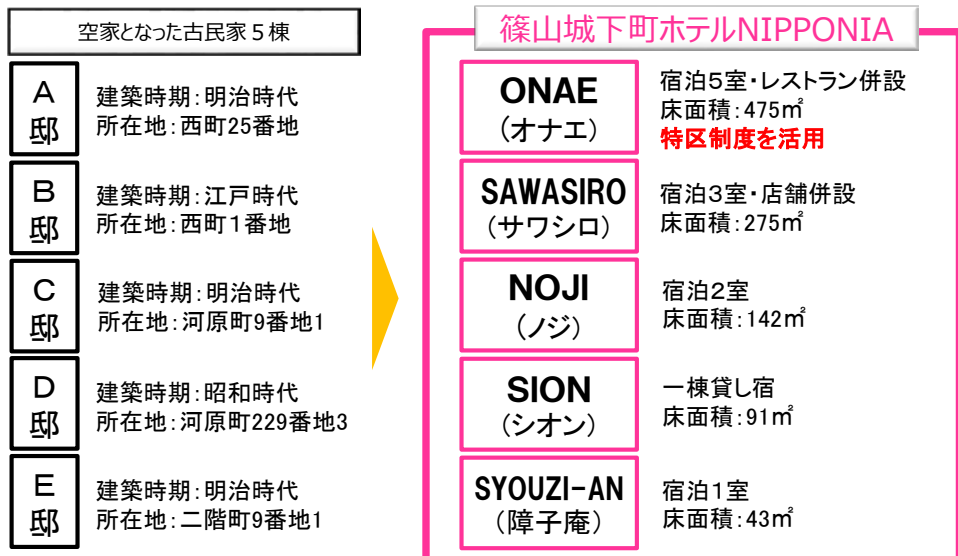 空家となった古民家5棟
A
邸
建築時期:明治時代
所在地:西町25番地
B
邸
建築時期:江戸時代
所在地:西町1番地
C
邸
建築時期:明治時代
所在地:河原町9番地1
D
邸
建築時期:昭和時代
所在地:河原町229番地3
E
邸
建築時期:明治時代
所在地:二階町9番地1
篠山城下町ホテルNIPPONIA
ONAE
(オナエ)
宿泊5室・レストラン併設
床面積:475㎡
特区制度を活用
SAWASIRO
(サワシロ)
宿泊3室・店舗併設
床面積:275㎡
NOJI
(ノジ)
宿泊2室
床面積:142㎡
SION
(シオン)
一棟貸し宿
床面積:91㎡
SYOUZI-AN
(障子庵)
宿泊1室
床面積:43㎡